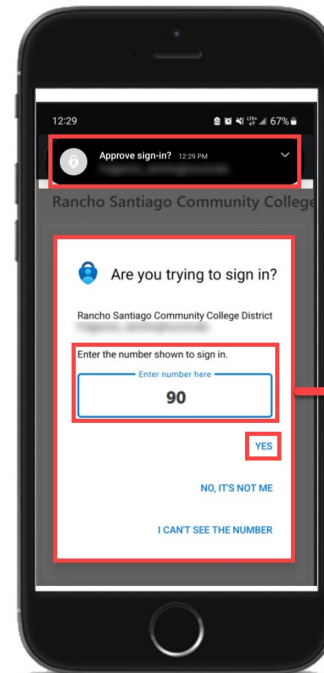 12:29 LTE+ 67%
Approve sign-in? 12:29 PM
Rancho Santiago Community College
Are you trying to sign in?
Rancho Santiago Community College District
Enter the number shown to sign in.
Enter number here
90
YES
NO, IT'S NOT ME
I CAN'T SEE THE NUMBER